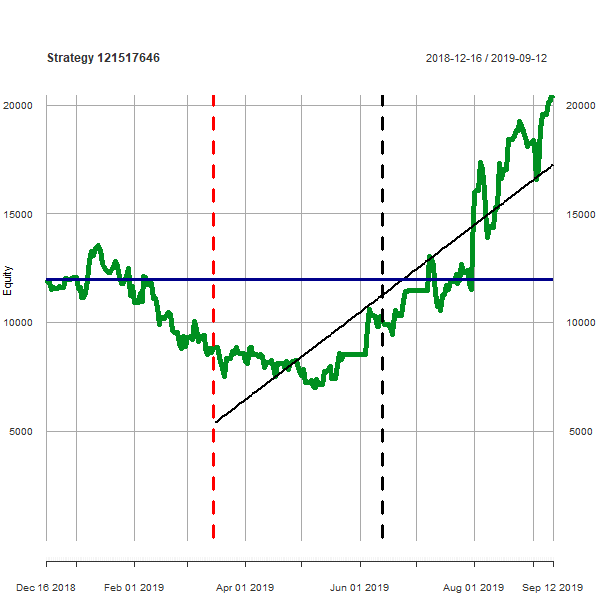 Strategy 121517646
2018-12-16 / 2019-09-12
20000
20000
15000
15000
Equity
10000
10000
5000
5000
Dec 16 2018
Feb 01 2019
Apr 01 2019
Jun 01 2019
Aug 01 2019
Sep 12 2019